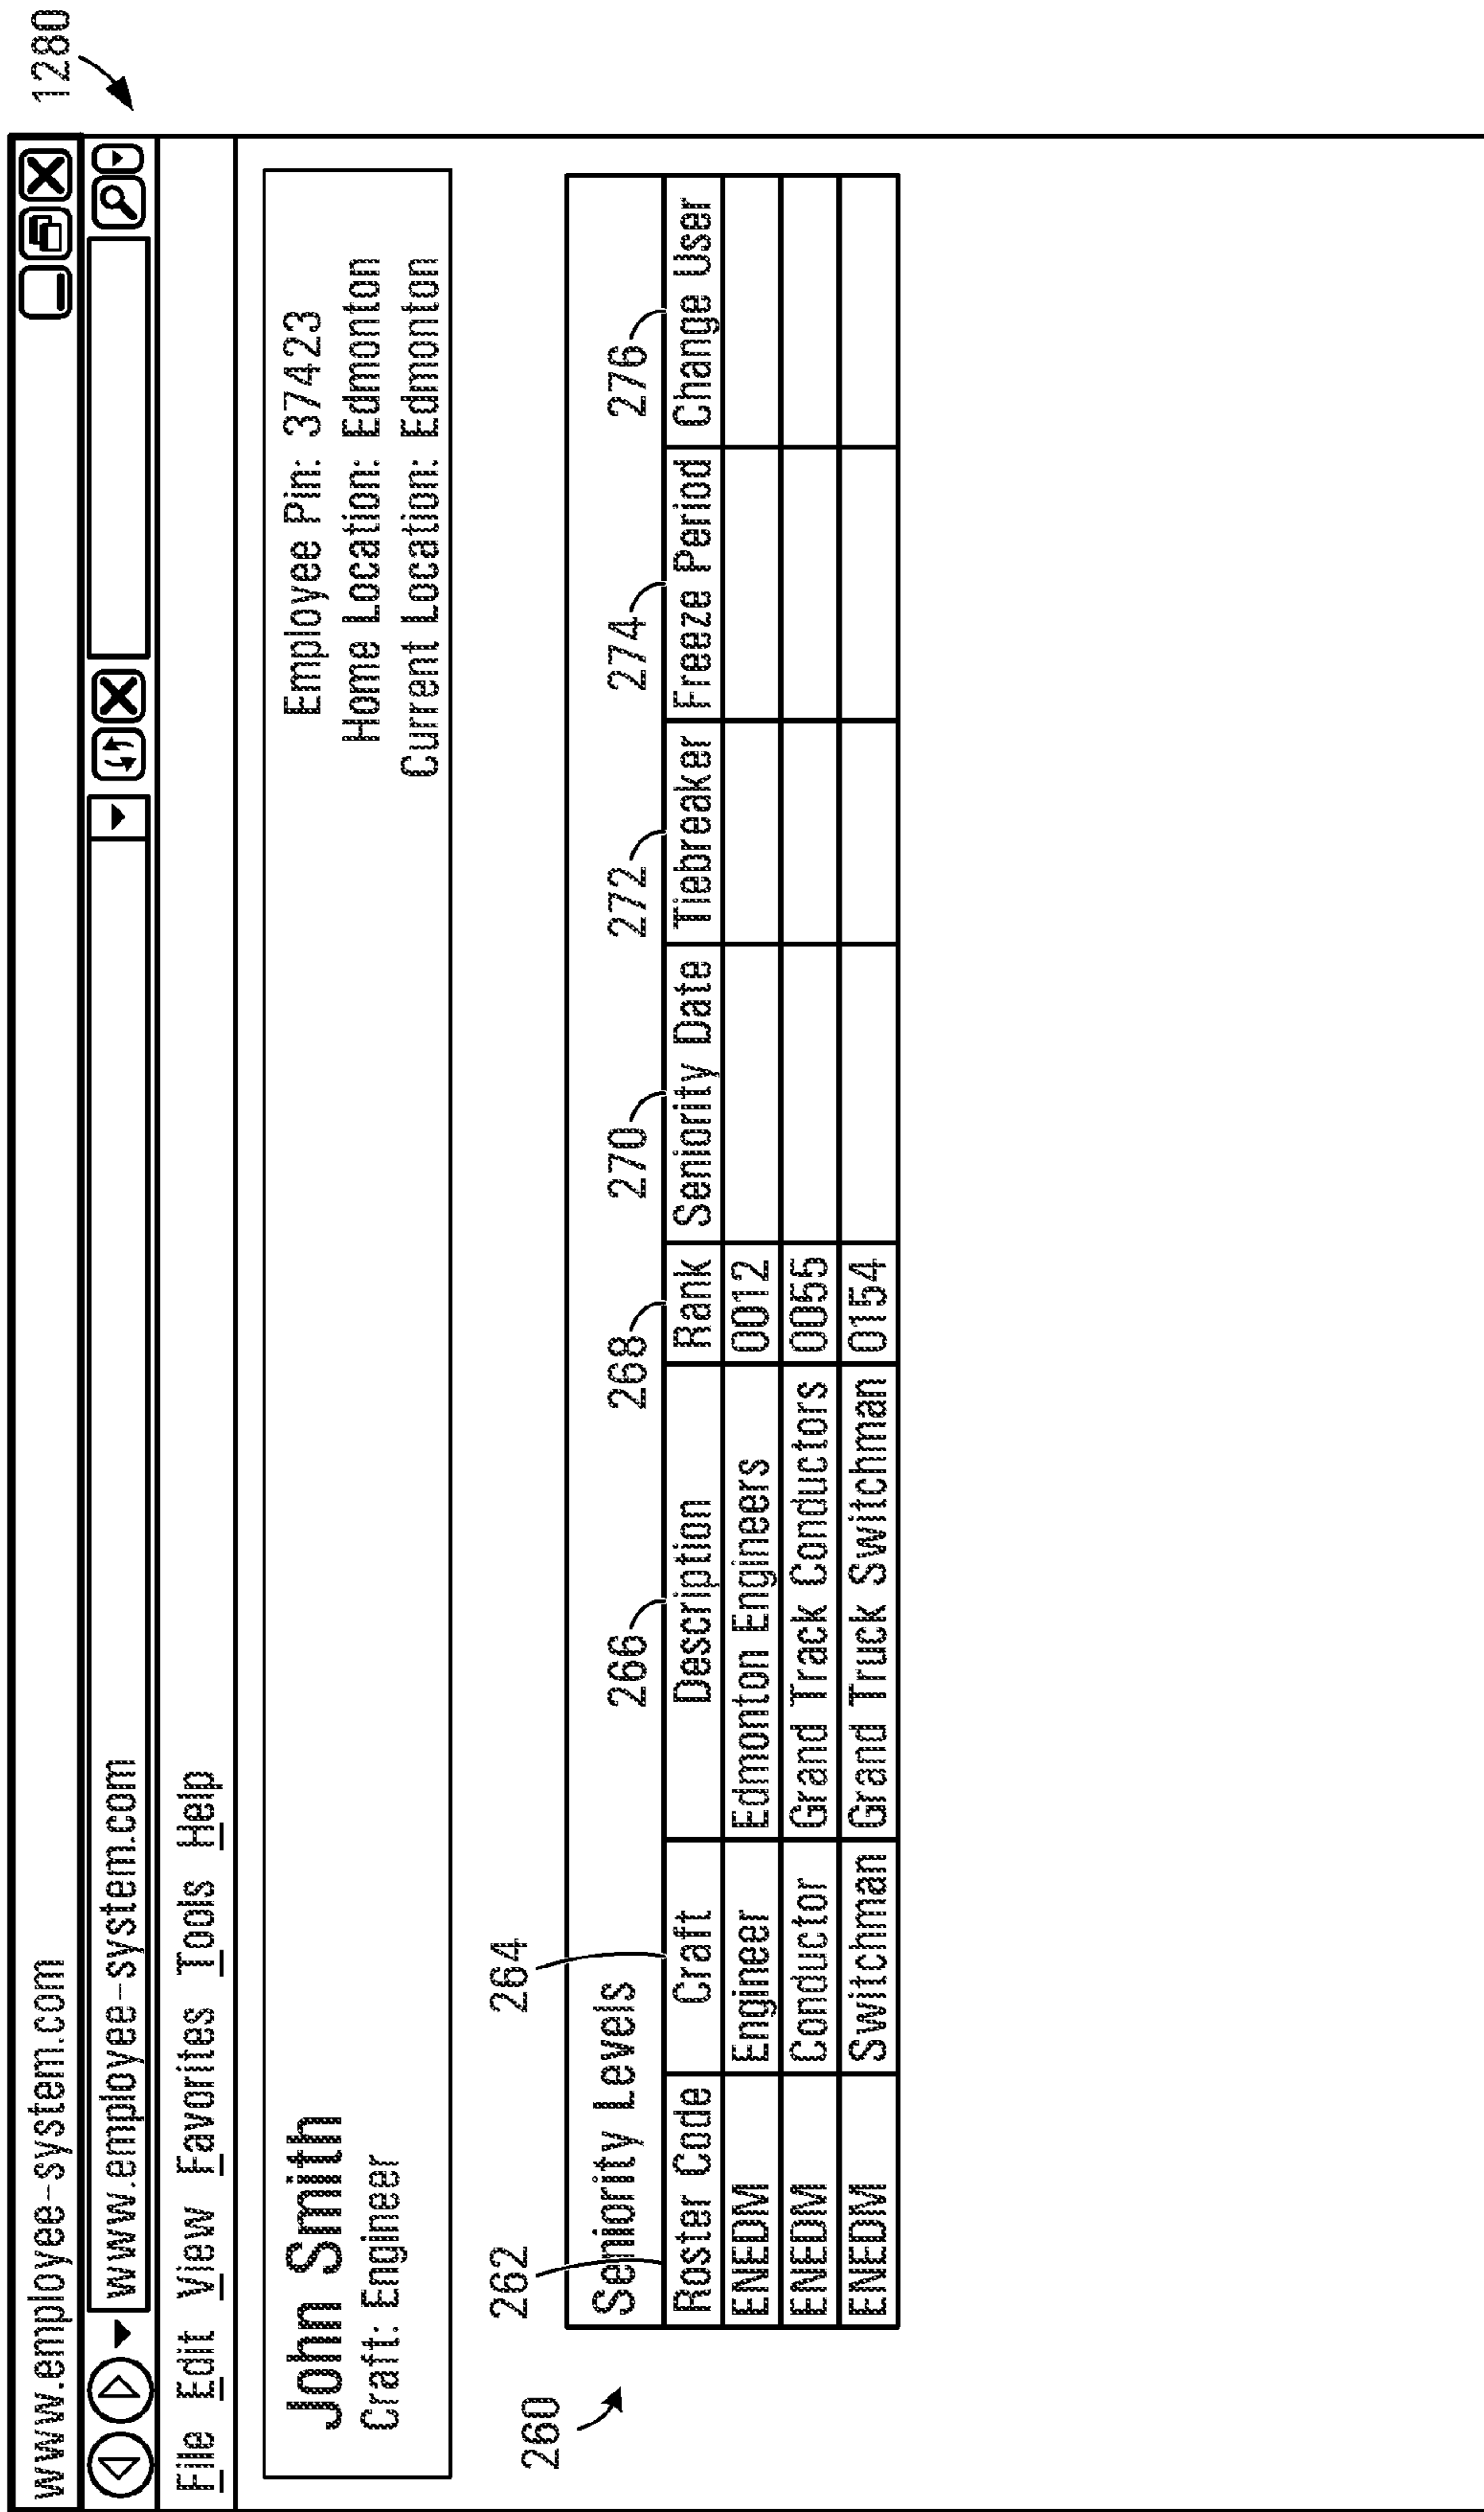 1280
www.employee-system.com
www.employee-system.com
File Edit View Favorites Tools Help
John Smith
Craft: Engineer
Employee Pin: 37423
Home Location: Edmonton
Current Location: Edmonton
260
262 264
Seniority Levels 266 268 270 272 274 276
Roster Code Craft Description Rank Seniority Date Tiebreaker Freeze Period Change User
ENEDM Engineer Edmonton Engineers 0012
ENEDM Conductor Grand Track Conductors 0055
ENEDM Switchman Grand Truck Switchman 0154